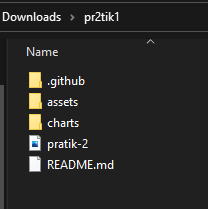 Downloads > pr2tik1
Name
.github
assets
charts
pratik-2
README.md